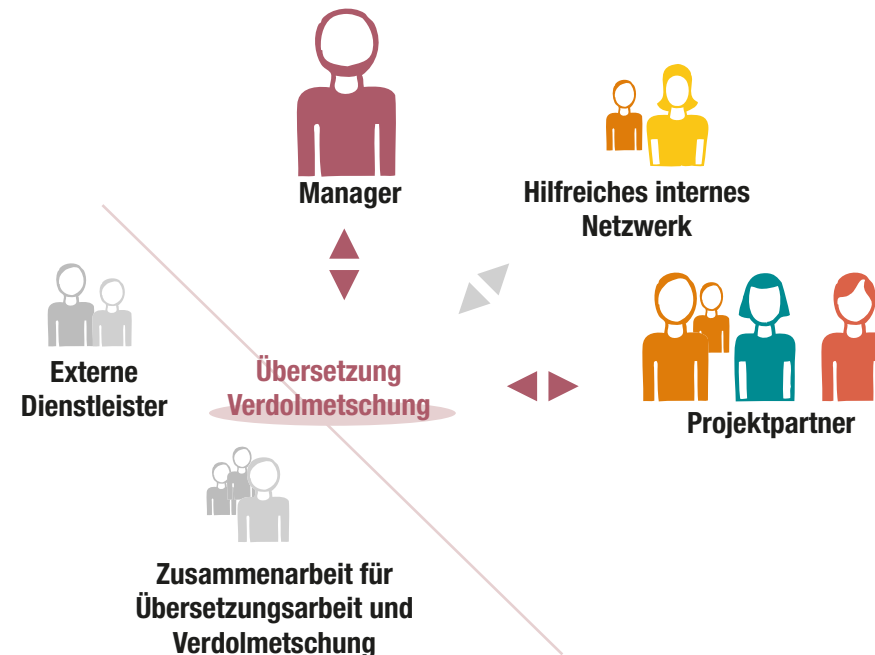 Manager
Hilfreiches internes
Netzwerk
Externe
Dienstleister
Übersetzung
Verdolmetschung
Projektpartner
Zusammenarbeit für
Übersetzungsarbeit und
Verdolmetschung